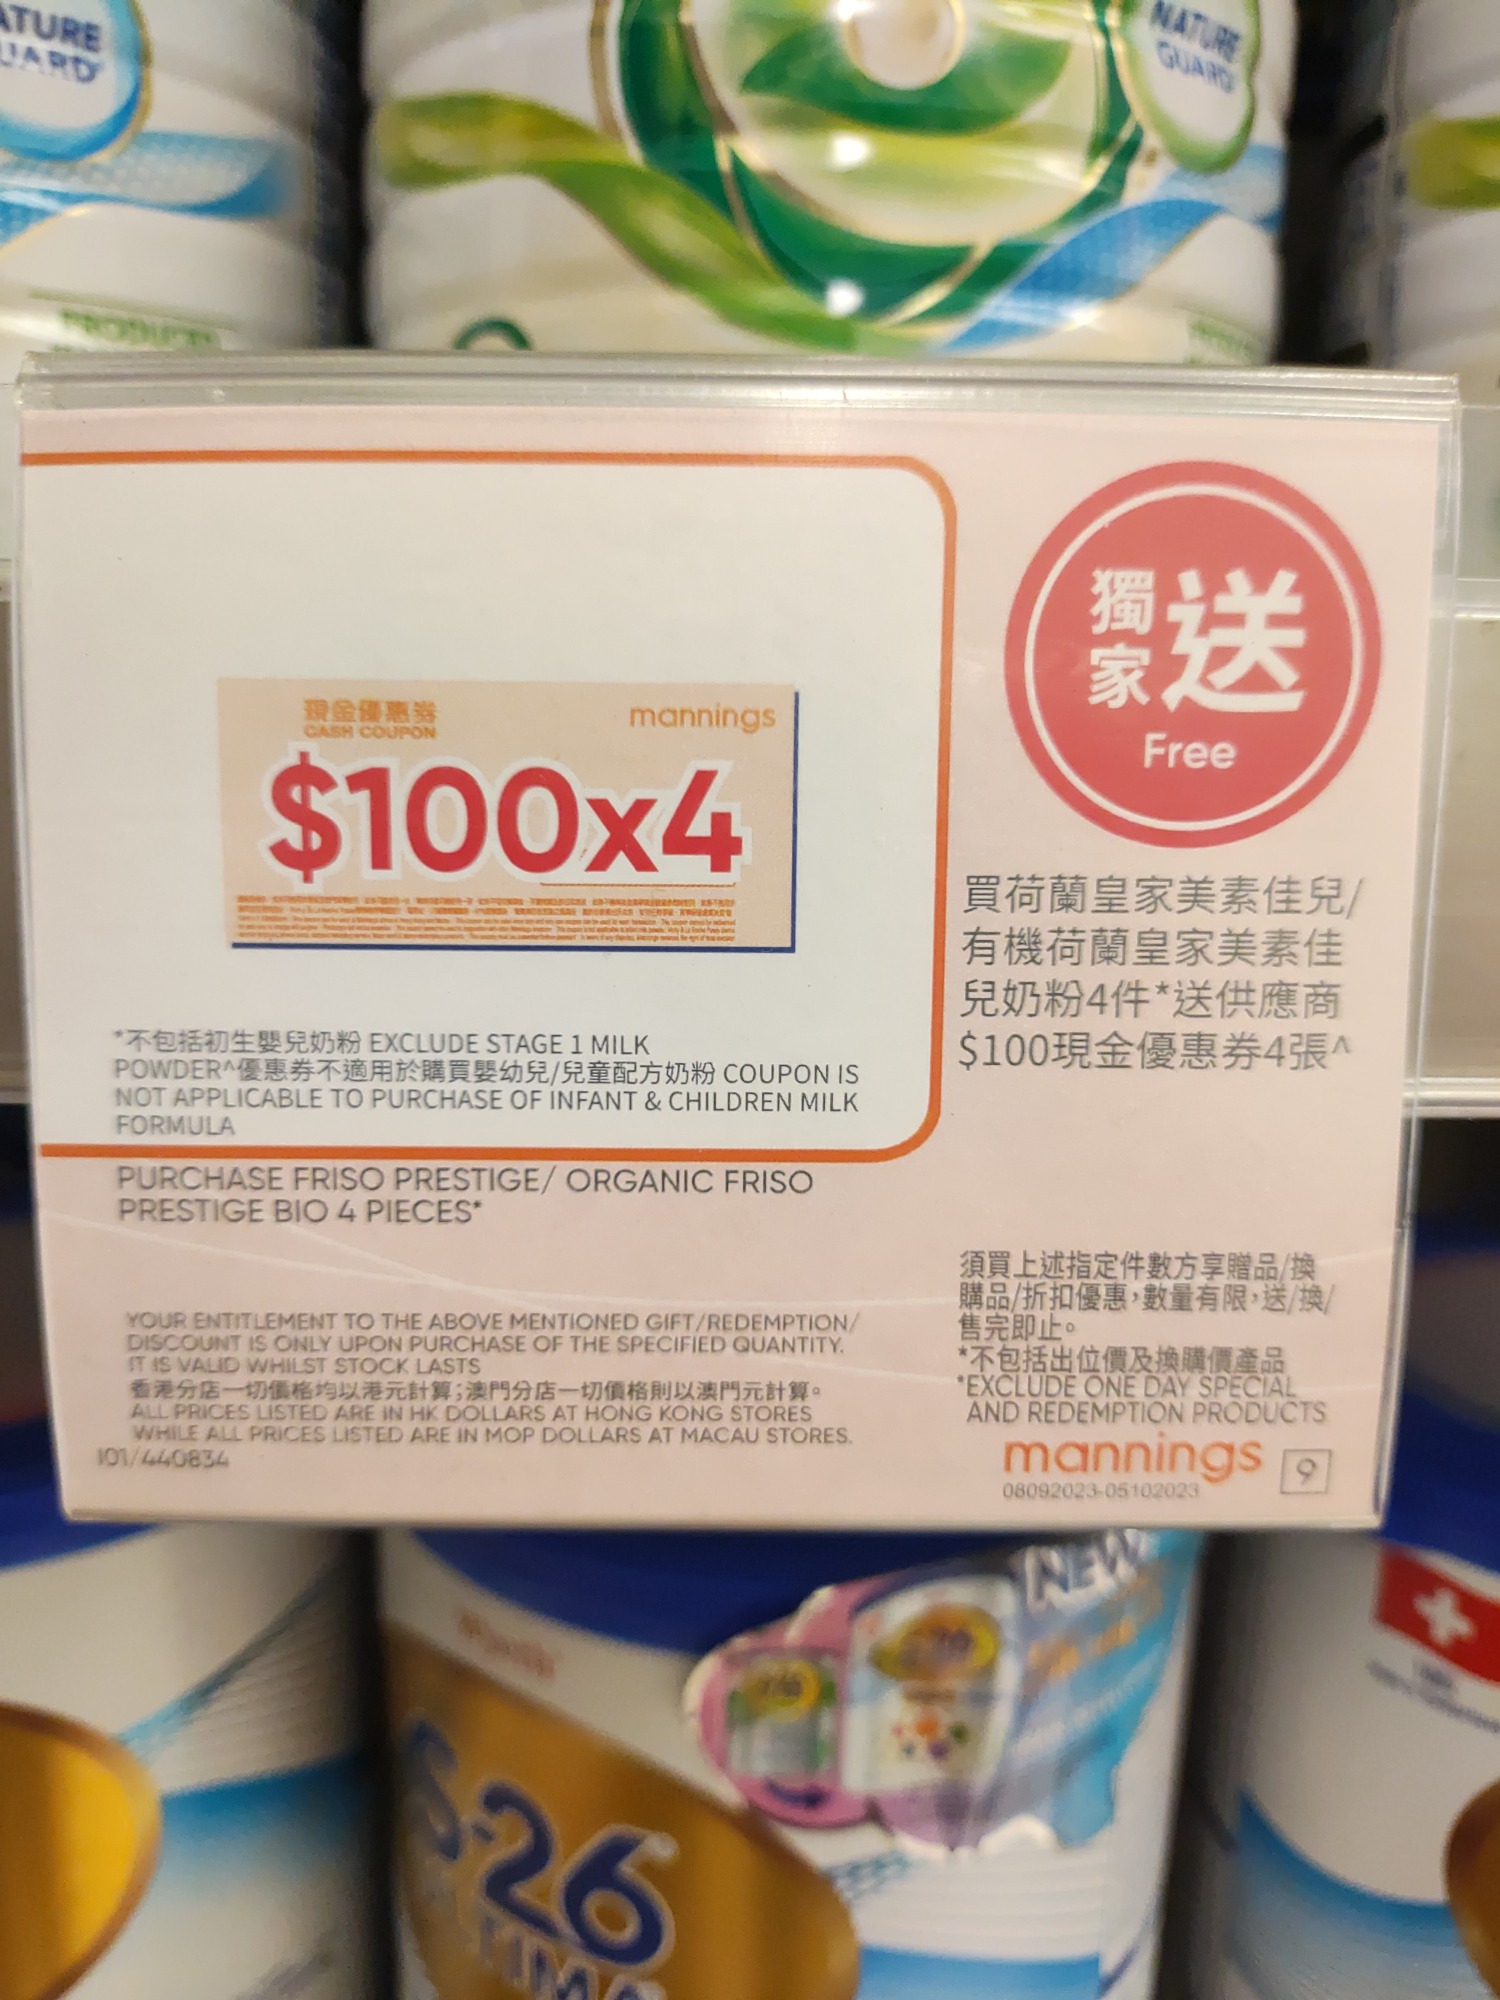 NATURE
GUARD
NATURE
GUARD
獨家
送
Free
現金優惠券
CASH COUPON
mannings
$100x4
買荷蘭皇家美素佳兒/
有機荷蘭皇家美素佳
兒奶粉4件*送供應商
$100現金優惠券4張^
*不包括初生嬰兒奶粉 EXCLUDE STAGE 1 MILK
POWDER^優惠券不適用於購買嬰幼兒/兒童配方奶粉 COUPON IS
NOT APPLICABLE TO PURCHASE OF INFANT & CHILDREN MILK
FORMULA
PURCHASE FRISO PRESTIGE/ ORGANIC FRISO
PRESTIGE BIO 4 PIECES*
須買上述指定件數方享贈品/換
購品/折扣優惠，數量有限，送/換/
售完即止。
*不包括出位價及換購價產品
*EXCLUDE ONE DAY SPECIAL
AND REDEMPTION PRODUCTS
YOUR ENTITLEMENT TO THE ABOVE MENTIONED GIFT/REDEMPTION/
DISCOUNT IS ONLY UPON PURCHASE OF THE SPECIFIED QUANTITY.
IT IS VALID WHILST STOCK LASTS
香港分店一切價格均以港元計算；澳門分店一切價格則以澳門元計算。
ALL PRICES LISTED ARE IN HK DOLLARS AT HONG KONG STORES
WHILE ALL PRICES LISTED ARE IN MOP DOLLARS AT MACAU STORES.
101/440834
mannings 9
08092023-05102023
NEW
S-26